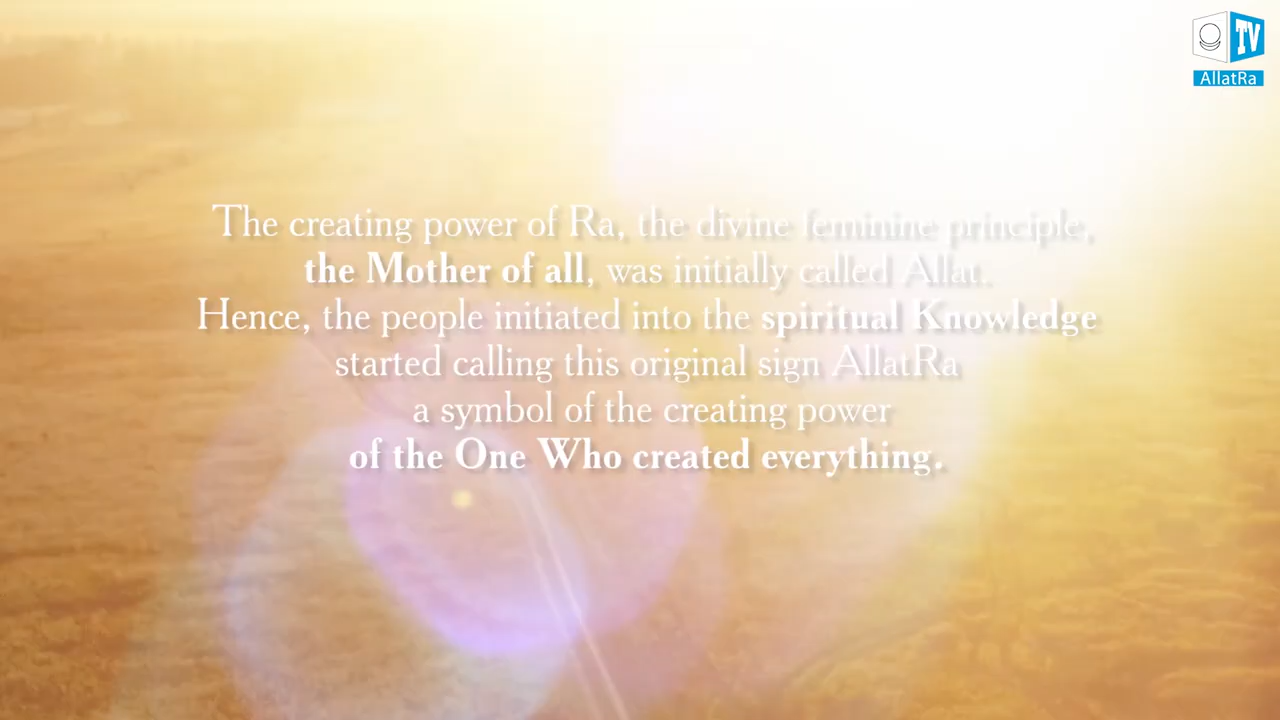 TV
AllatRa
The creating power of Ra, the divine feminine principle,
the Mother of all, was initially called Allat.
Hence, the people initiated into the spiritual Knowledge
started calling this original sign AllatRa
a symbol of the creating power
of the One Who created everything.